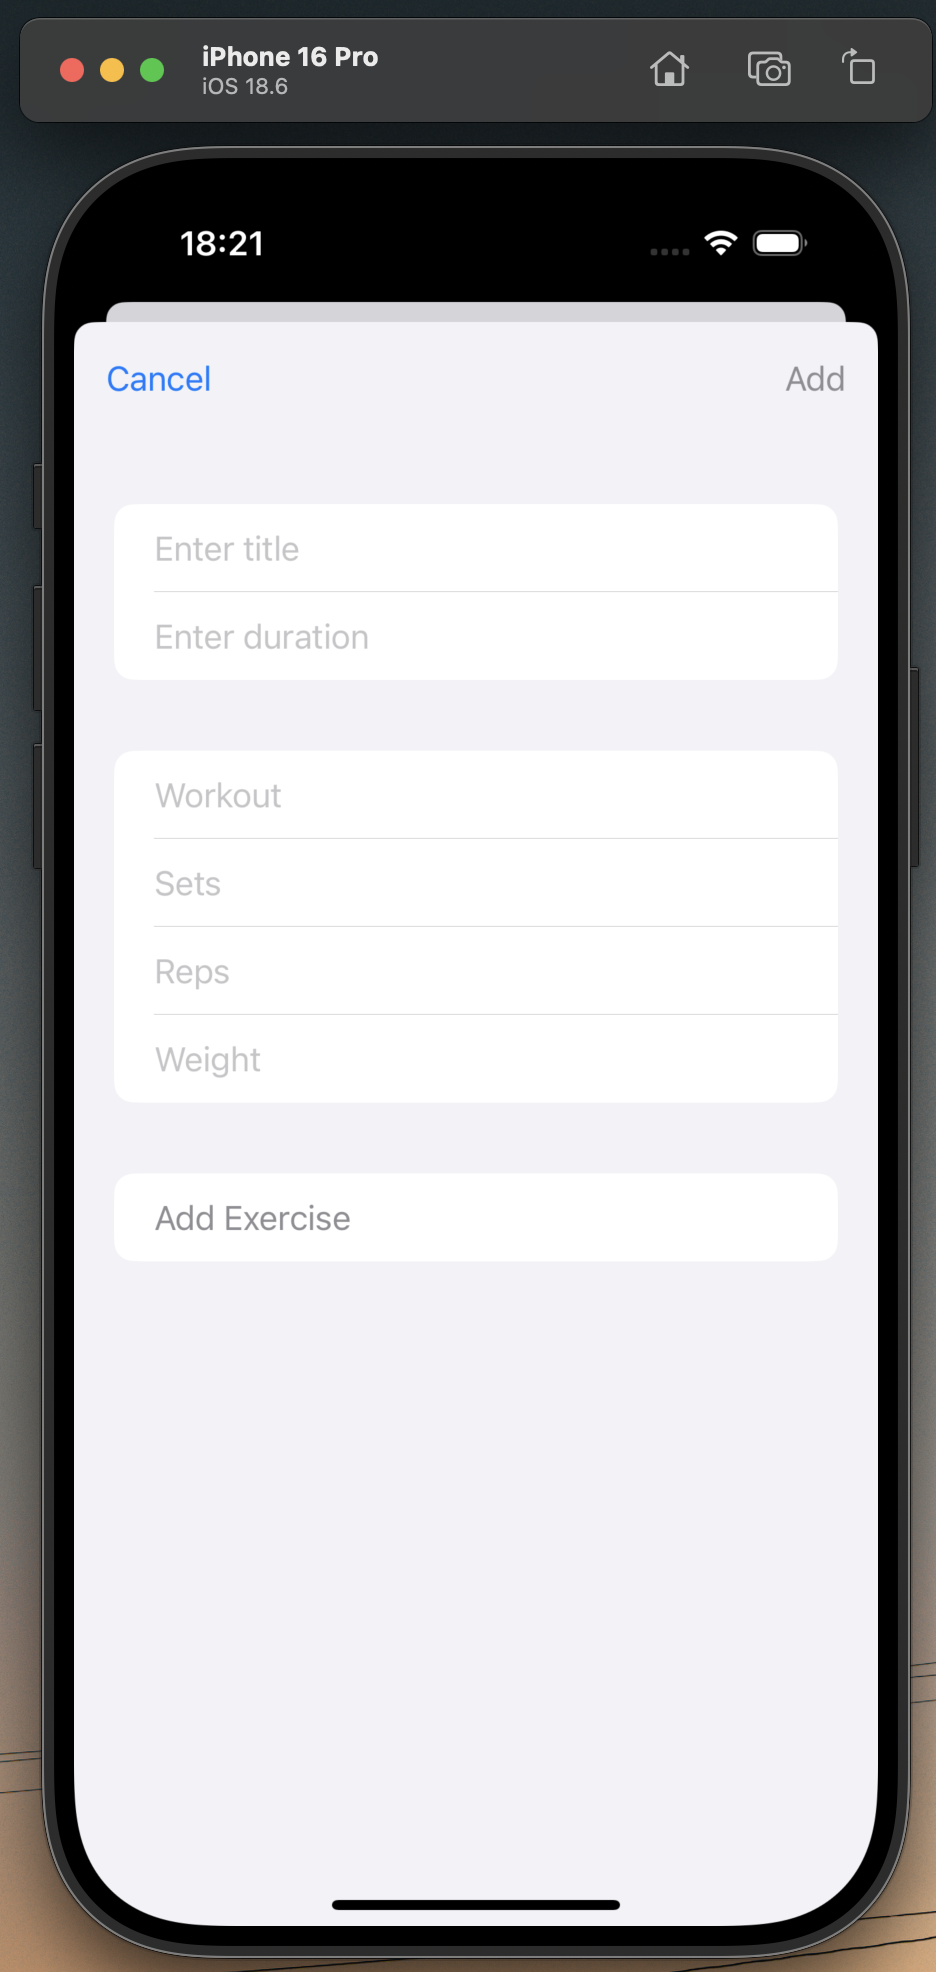 iPhone 16 Pro
iOS 18.6
18:21
Cancel
Add
Enter title
Enter duration
Workout
Sets
Reps
Weight
Add Exercise